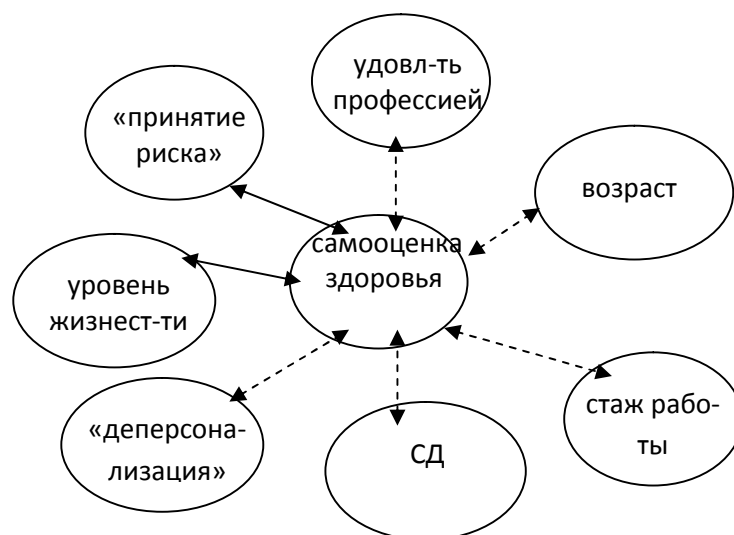 удовл-ть
профессией
«принятие
риска»
возраст
самооценка
здоровья
уровень
жизнест-ти
«деперсона-
лизация»
СД
стаж рабо-
ты